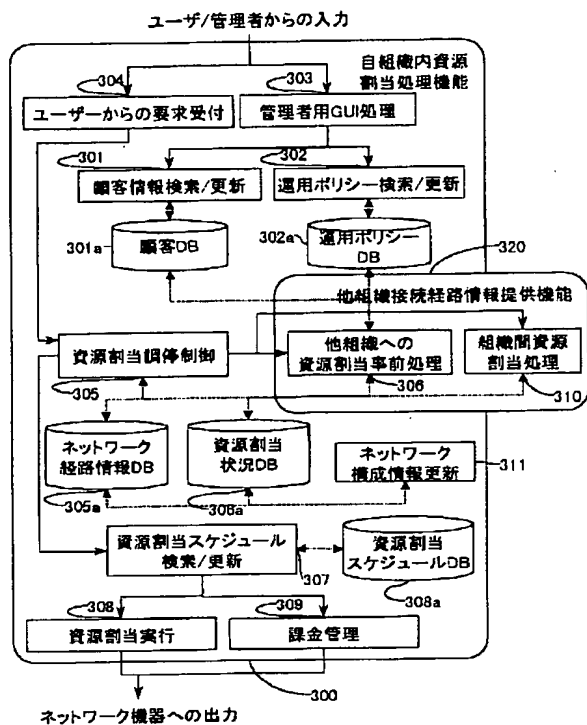 ユーザ/管理者からの入力
自組織内資源
割当処理機能
304
303
ユーザーからの要求受付
管理者用GUI処理
301
302
顧客情報検索/更新
運用ポリシー検索/更新
301a
顧客DB
302a
運用ポリシー
DB
320
他組織接続経路情報提供機能
資源割当調停制御
他組織への
資源割当事前処理
組織間資源
割当処理
305
306
310
ネットワーク
経路情報DB
資源割当
状況DB
ネットワーク
構成情報更新
311
305a
306a
資源割当スケジュール
検索/更新
資源割当
スケジュールDB
307
308a
308
309
資源割当実行
課金管理
300
ネットワーク機器への出力